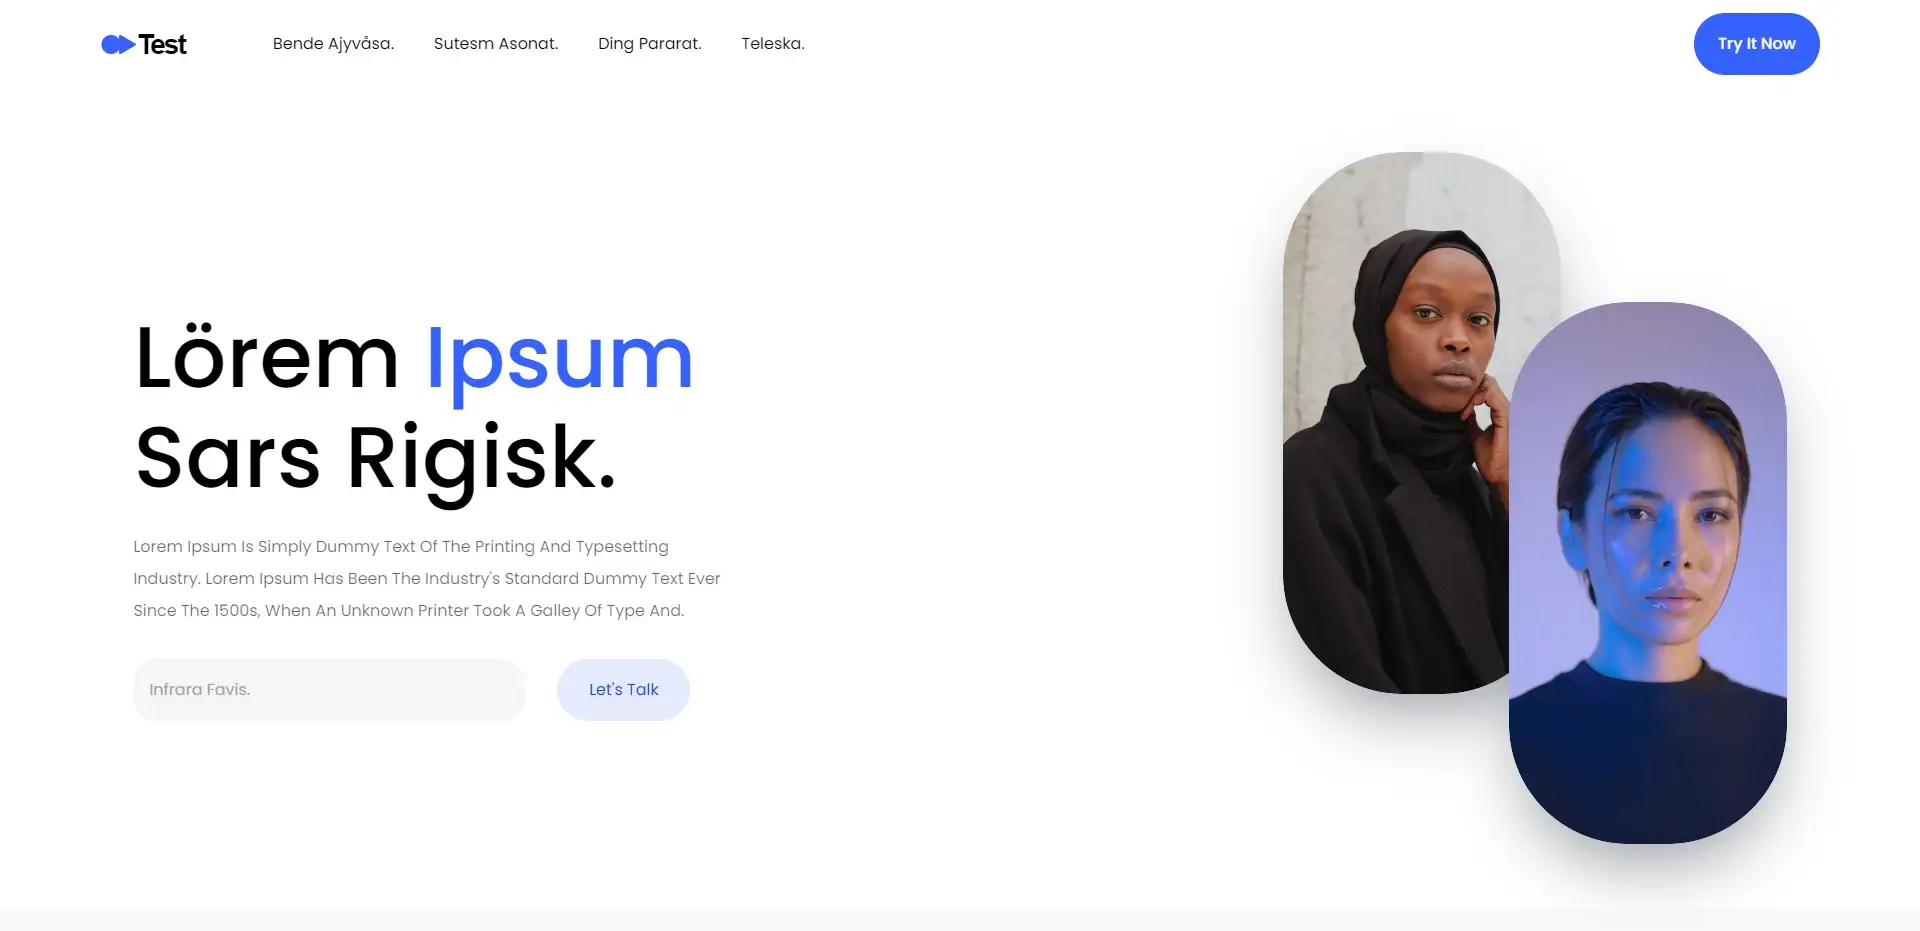 Test
Bende Ajyvåsa.
Sutesm Asonat.
Ding Pararat.
Teleska.
Try It Now
Lörem Ipsum
Sars Rigisk.
Lorem Ipsum Is Simply Dummy Text Of The Printing And Typesetting
Industry. Lorem Ipsum Has Been The Industry's Standard Dummy Text Ever
Since The 1500s, When An Unknown Printer Took A Galley Of Type And.
Infrara Favis.
Let's Talk